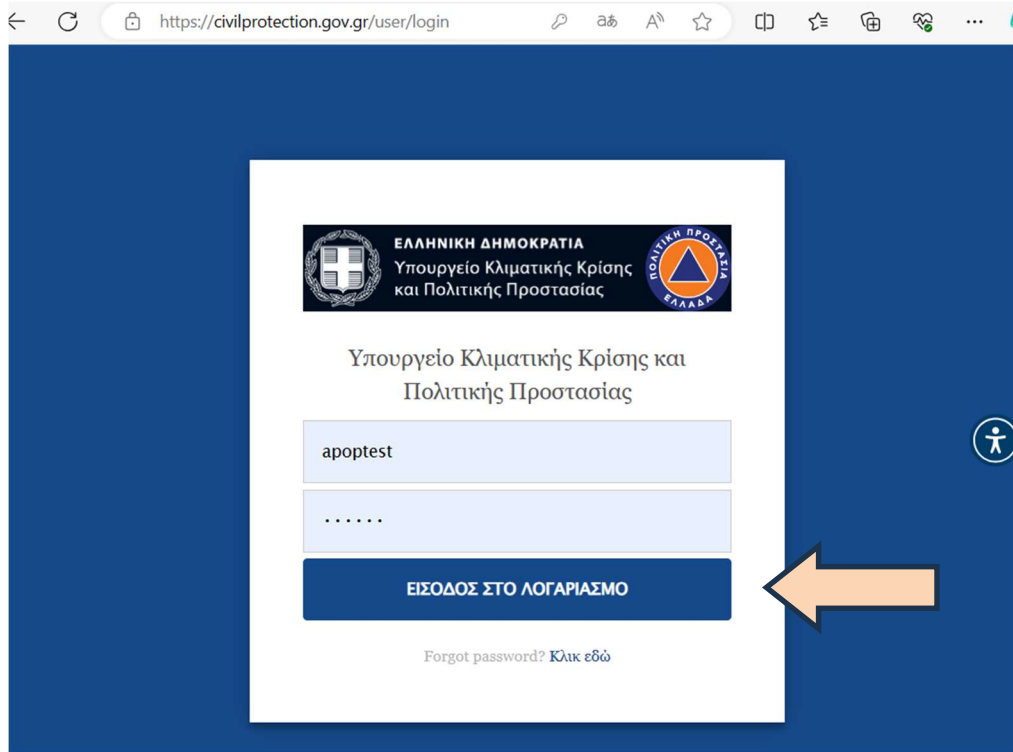 https://civilprotection.gov.gr/user/login
ΕΛΛΗΝΙΚΗ ΔΗΜΟΚΡΑΤΙΑ
Υπουργείο Κλιματικής Κρίσης
και Πολιτικής Προστασίας
ΠΟΛΙΤΙΚΗ ΠΡΟΣΤΑΣΙΑ
ΕΛΛΑΔΑ
Υπουργείο Κλιματικής Κρίσης και
Πολιτικής Προστασίας
apoptest
......
ΕΙΣΟΔΟΣ ΣΤΟ ΛΟΓΑΡΙΑΣΜΟ
Forgot password? Κλικ εδώ